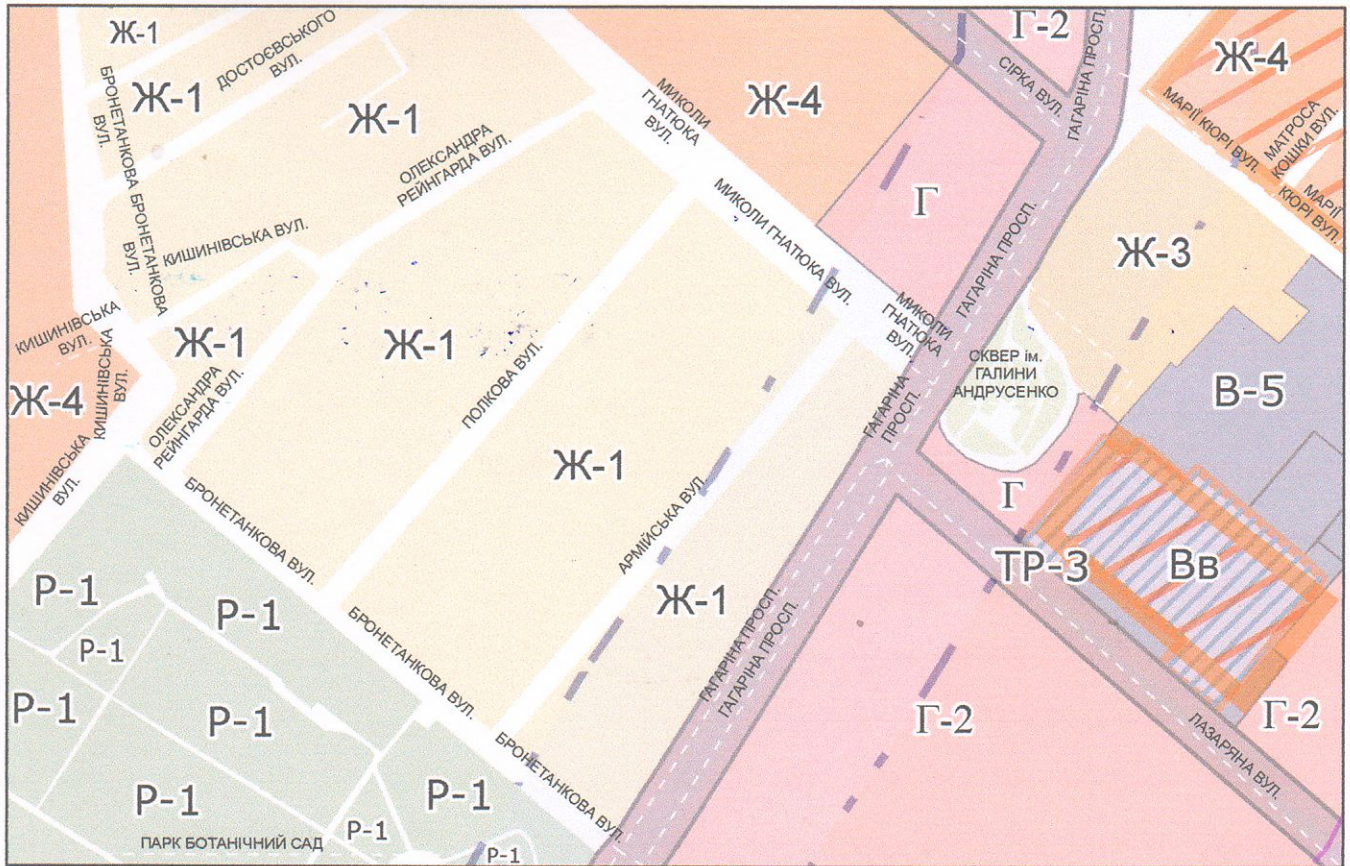 Ж-1
ДОСТОЄВСЬКОГО
ВУЛ.
Г-2
СІРКА ВУЛ.
ГАГАРІНА ПРОСП.
Ж-4
БРОНЕТАНКОВА
ВУЛ.
Ж-1
Ж-1
МИКОЛИ
ГНАТЮКА
ВУЛ.
Ж-4
МАРІЇ КЮРІ ВУЛ.
МАТРОСА
КОШКИ ВУЛ.
МАРІЇ
КЮРІ ВУЛ.
ОЛЕКСАНДРА
РЕЙНГАРДА ВУЛ.
БРОНЕТАНКОВА
ВУЛ.
БРОНЕТАНКОВА
КИШИНІВСЬКА ВУЛ.
МИКОЛИ ГНАТЮКА ВУЛ.
Г
ГАГАРІНА ПРОСП.
Ж-3
КИШИНІВСЬКА
ВУЛ.
КИШИНІВСЬКА
ВУЛ.
Ж-1
Ж-1
МИКОЛИ
ГНАТЮКА
ВУЛ.
СКВЕР ім.
ГАЛИНИ
АНДРУСЕНКО
Ж-4
ОЛЕКСАНДРА
РЕЙНГАРДА ВУЛ.
ПОЛКОВА ВУЛ.
ГАГАРІНА
ПРОСП.
В-5
КИШИНІВСЬКА
ВУЛ.
БРОНЕТАНКОВА ВУЛ.
Ж-1
АРМІЙСЬКА ВУЛ.
Г
ТР-3
Вв
Р-1
Р-1
Р-1
Ж-1
БРОНЕТАНКОВА ВУЛ.
ГАГАРІНА ПРОСП.
ГАГАРІНА ПРОСП.
Р-1
Р-1
Г-2
Г-2
ЛАЗАРЯНА ВУЛ.
БРОНЕТАНКОВА ВУЛ.
Р-1
Р-1
Р-1
ПАРК БОТАНІЧНИЙ САД
Р-1